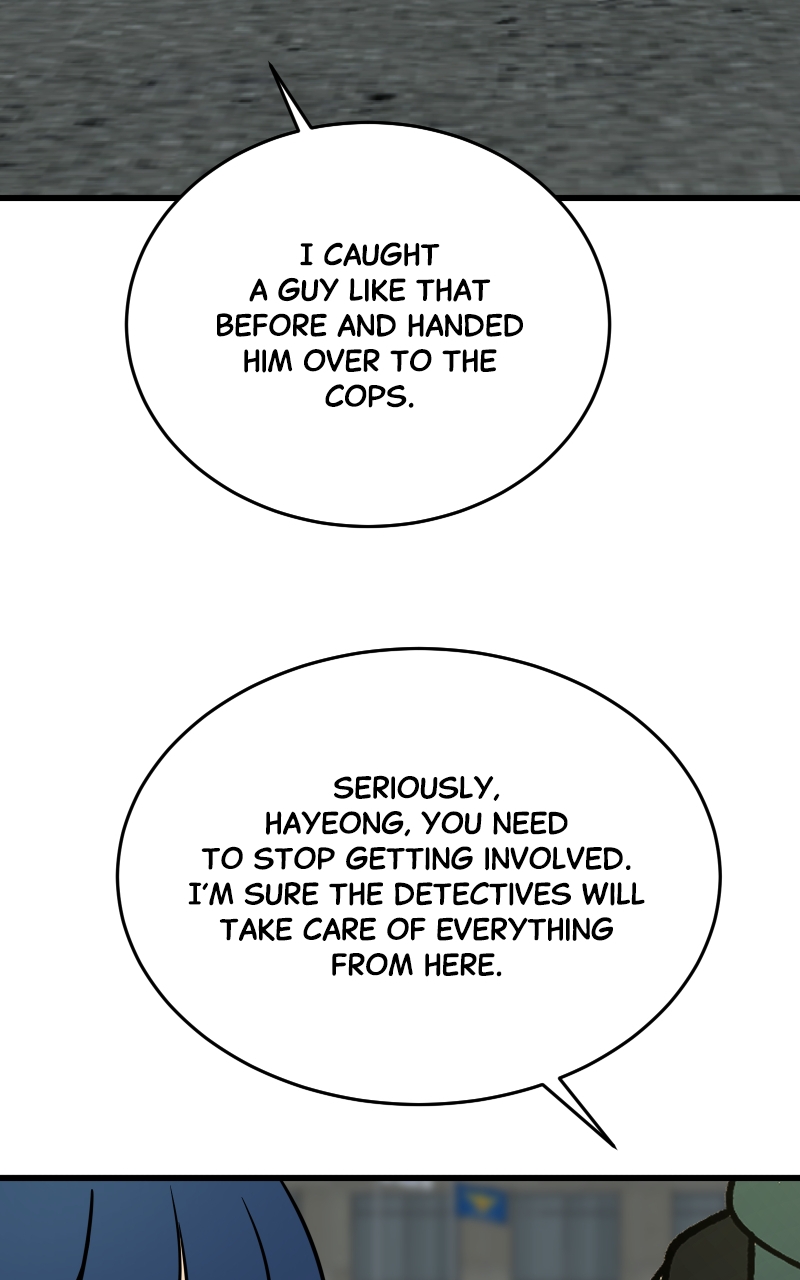 I CAUGHT
A GUY LIKE THAT
BEFORE AND HANDED
HIM OVER TO THE
COPS.
SERIOUSLY,
HAYEONG, YOU NEED
TO STOP GETTING INVOLVED.
I'M SURE THE DETECTIVES WILL
TAKE CARE OF EVERYTHING
FROM HERE.